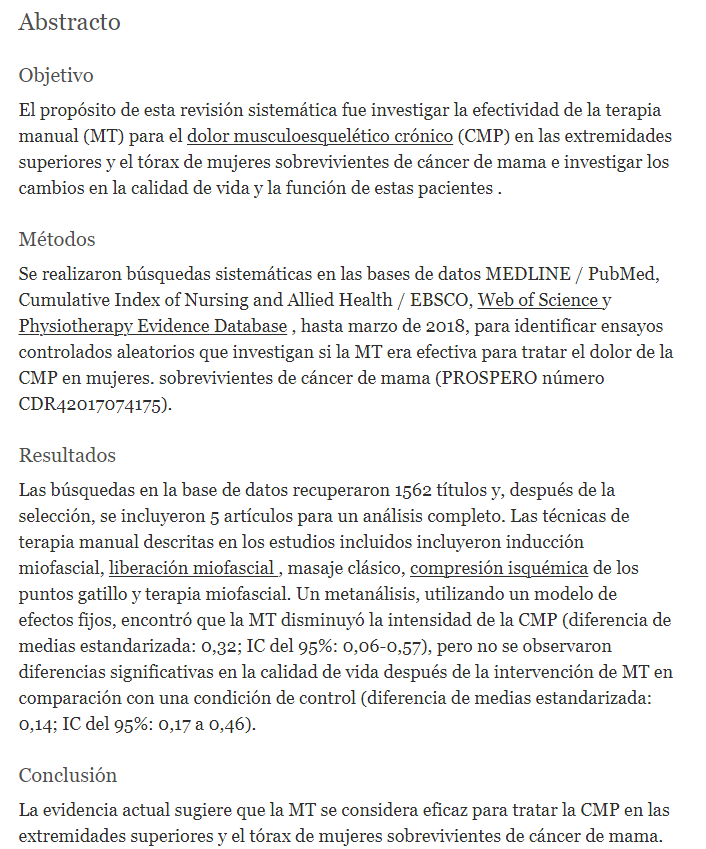 Abstracto
Objetivo
El propósito de esta revisión sistemática fue investigar la efectividad de la terapia
manual (MT) para el dolor musculoesquelético crónico (CMP) en las extremidades
superiores y el tórax de mujeres sobrevivientes de cáncer de mama e investigar los
cambios en la calidad de vida y la función de estas pacientes .
Métodos
Se realizaron búsquedas sistemáticas en las bases de datos MEDLINE / PubMed,
Cumulative Index of Nursing and Allied Health / EBSCO, Web of Science y
Physiotherapy Evidence Database , hasta marzo de 2018, para identificar ensayos
controlados aleatorios que investigan si la MT era efectiva para tratar el dolor de la
CMP en mujeres. sobrevivientes de cáncer de mama (PROSPERO número
CDR42017074175).
Resultados
Las búsquedas en la base de datos recuperaron 1562 títulos y, después de la
selección, se incluyeron 5 artículos para un análisis completo. Las técnicas de
terapia manual descritas en los estudios incluidos incluyeron inducción
miofascial, liberación miofascial , masaje clásico, compresión isquémica de los
puntos gatillo y terapia miofascial. Un metanálisis, utilizando un modelo de
efectos fijos, encontró que la MT disminuyó la intensidad de la CMP (diferencia de
medias estandarizada: 0,32; IC del 95%: 0,06-0,57), pero no se observaron
diferencias significativas en la calidad de vida después de la intervención de MT en
comparación con una condición de control (diferencia de medias estandarizada:
0,14; IC del 95%: 0,17 a 0,46).
Conclusión
La evidencia actual sugiere que la MT se considera eficaz para tratar la CMP en las
extremidades superiores y el tórax de mujeres sobrevivientes de cáncer de mama.